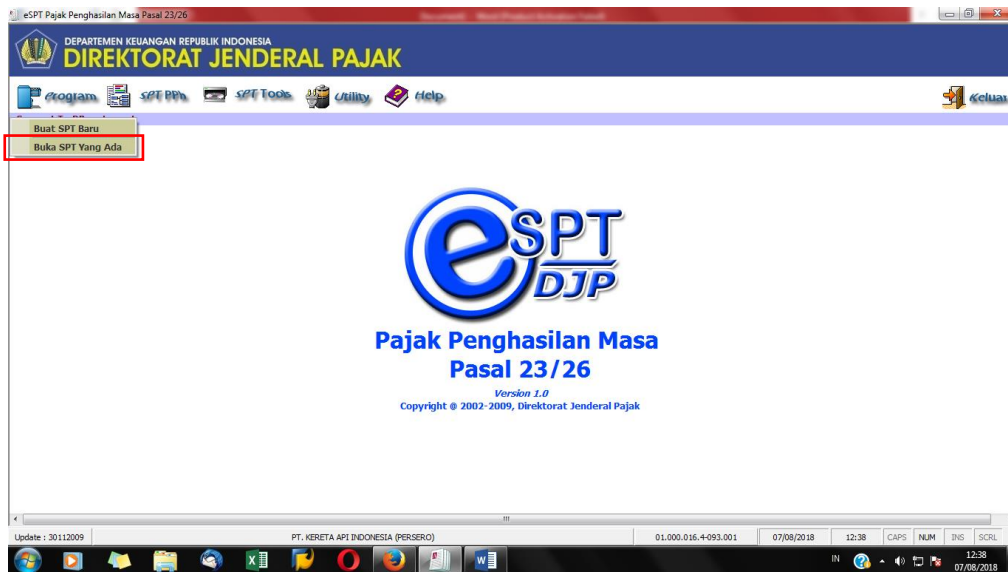 eSPT Pajak Penghasilan Masa Pasal 23/26
DEPARTEMEN KEUANGAN REPUBLIK INDONESIA
DIREKTORAT JENDERAL PAJAK
Program SPT PPh SPT Tools Utility Help Keluar
Buat SPT Baru
Buka SPT Yang Ada
eSPT
DJP
Pajak Penghasilan Masa
Pasal 23/26
Version 1.0
Copyright @ 2002-2009, Direktorat Jenderal Pajak
Update : 30112009 PT. KERETA API INDONESIA (PERSERO) 01.000.016.4-093.001 07/08/2018 12:38 CAPS NUM INS SCRL
IN 12:38
07/08/2018